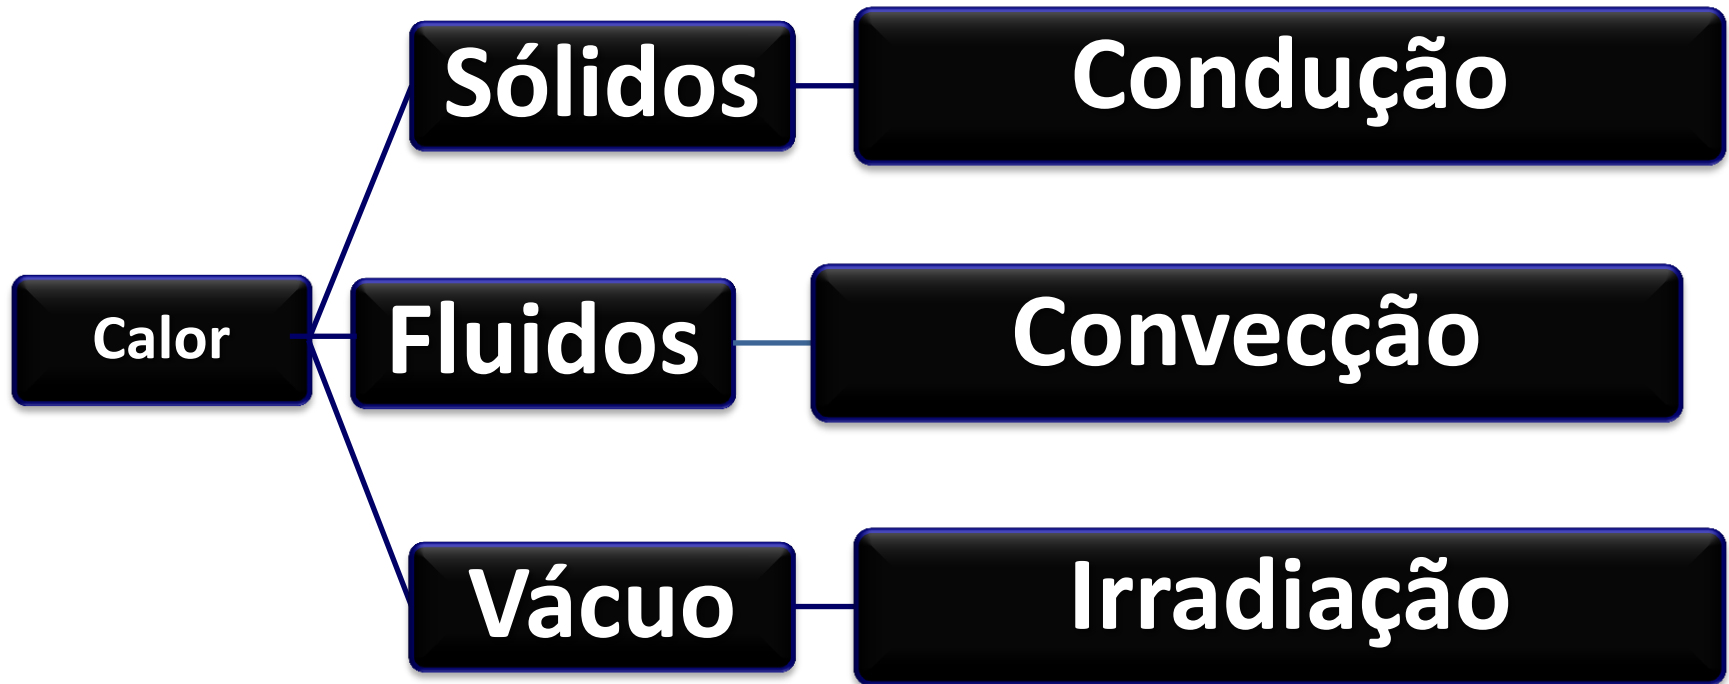 Calor
Sólidos
Condução
Fluidos
Convecção
Vácuo
Irradiação